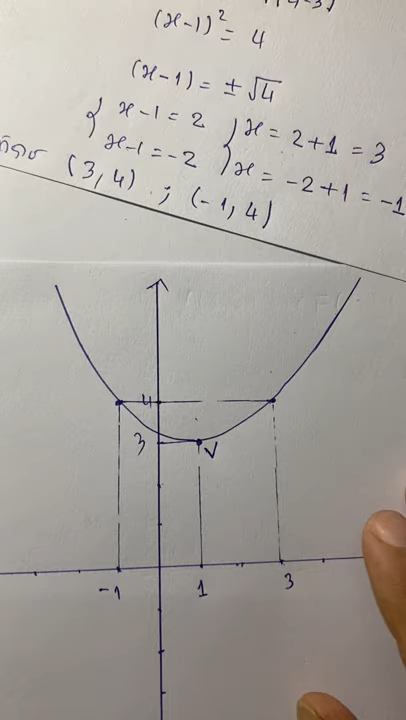 (x-1)² = 4
(x-1) = ± √4
{ x-1 = 2 } x = 2+1 = 3
{ x-1 = -2 } x = -2+1 = -1
(3, 4) ; (-1, 4)
4
3 V
-1 1 3